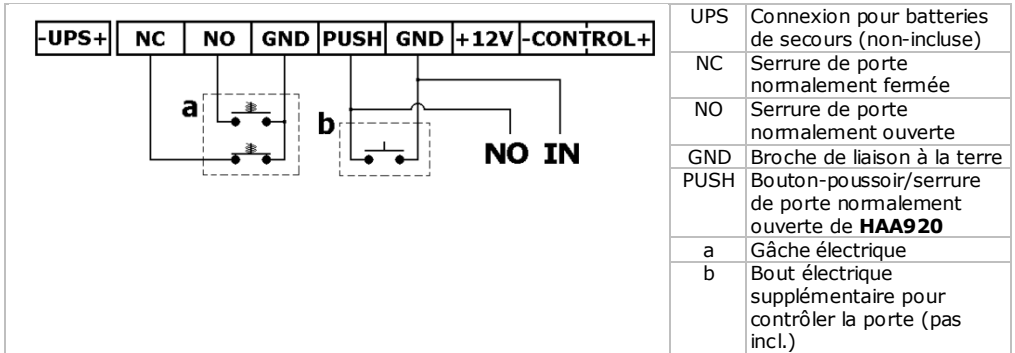 -UPS+ NC NO GND PUSH GND +12V -CONTROL+
a
b
NO IN
UPS Connexion pour batteries
de secours (non-incluse)
NC Serrure de porte
normalement fermée
NO Serrure de porte
normalement ouverte
GND Broche de liaison à la terre
PUSH Bouton-poussoir/serrure
de porte normalement
ouverte de HAA920
a Gâche électrique
b Bout électrique
supplémentaire pour
contrôler la porte (pas
incl.)